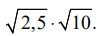 √2,5 · √10.